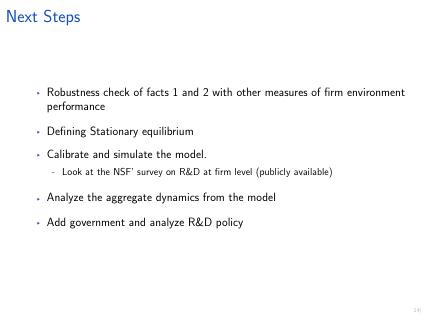 Next Steps
‣ Robustness check of facts 1 and 2 with other measures of firm environment
performance
‣ Defining Stationary equilibrium
‣ Calibrate and simulate the model.
- Look at the NSF' survey on R&D at firm level (publicly available)
‣ Analyze the aggregate dynamics from the model
‣ Add government and analyze R&D policy